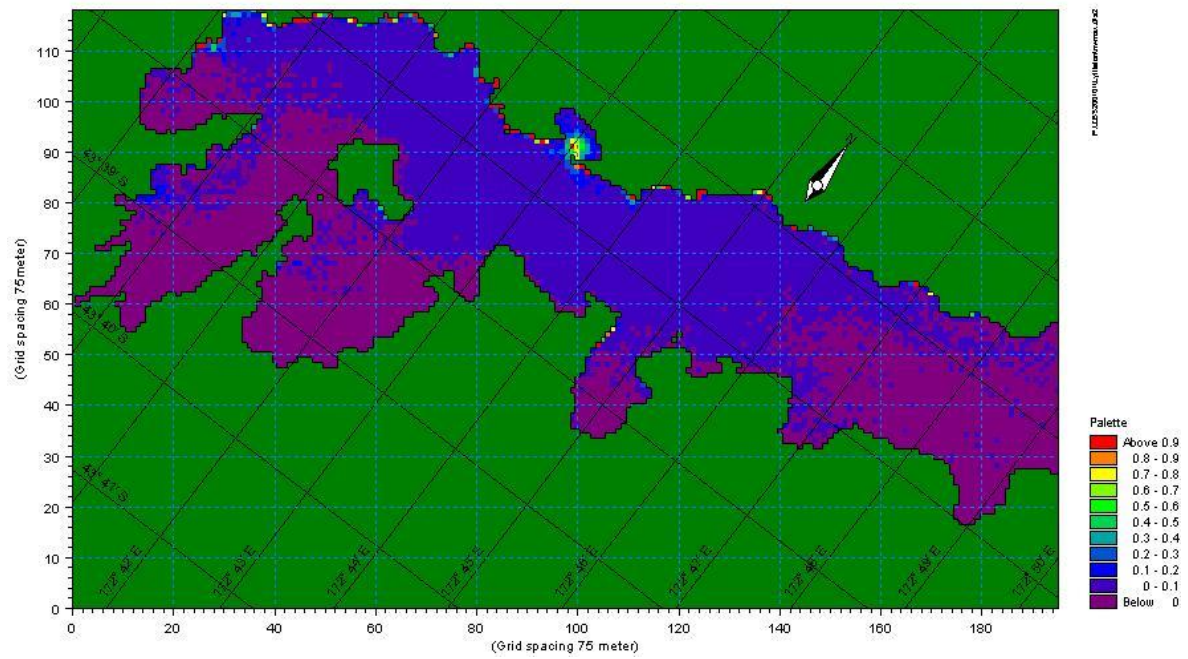 110
100
90
80
70
60
50
40
30
20
10
0
(Grid spacing 75 meter)
0 20 40 60 80 100 120 140 160 180
(Grid spacing 75 meter)
43°39' S
43°40' S
43°41' S
172°42' E
172°43' E
172°44' E
172°45' E
172°46' E
172°47' E
172°48' E
172°49' E
172°50' E
N
Palette
Above 0.9
0.8 - 0.9
0.7 - 0.8
0.6 - 0.7
0.5 - 0.6
0.4 - 0.5
0.3 - 0.4
0.2 - 0.3
0.1 - 0.2
0 - 0.1
Below 0